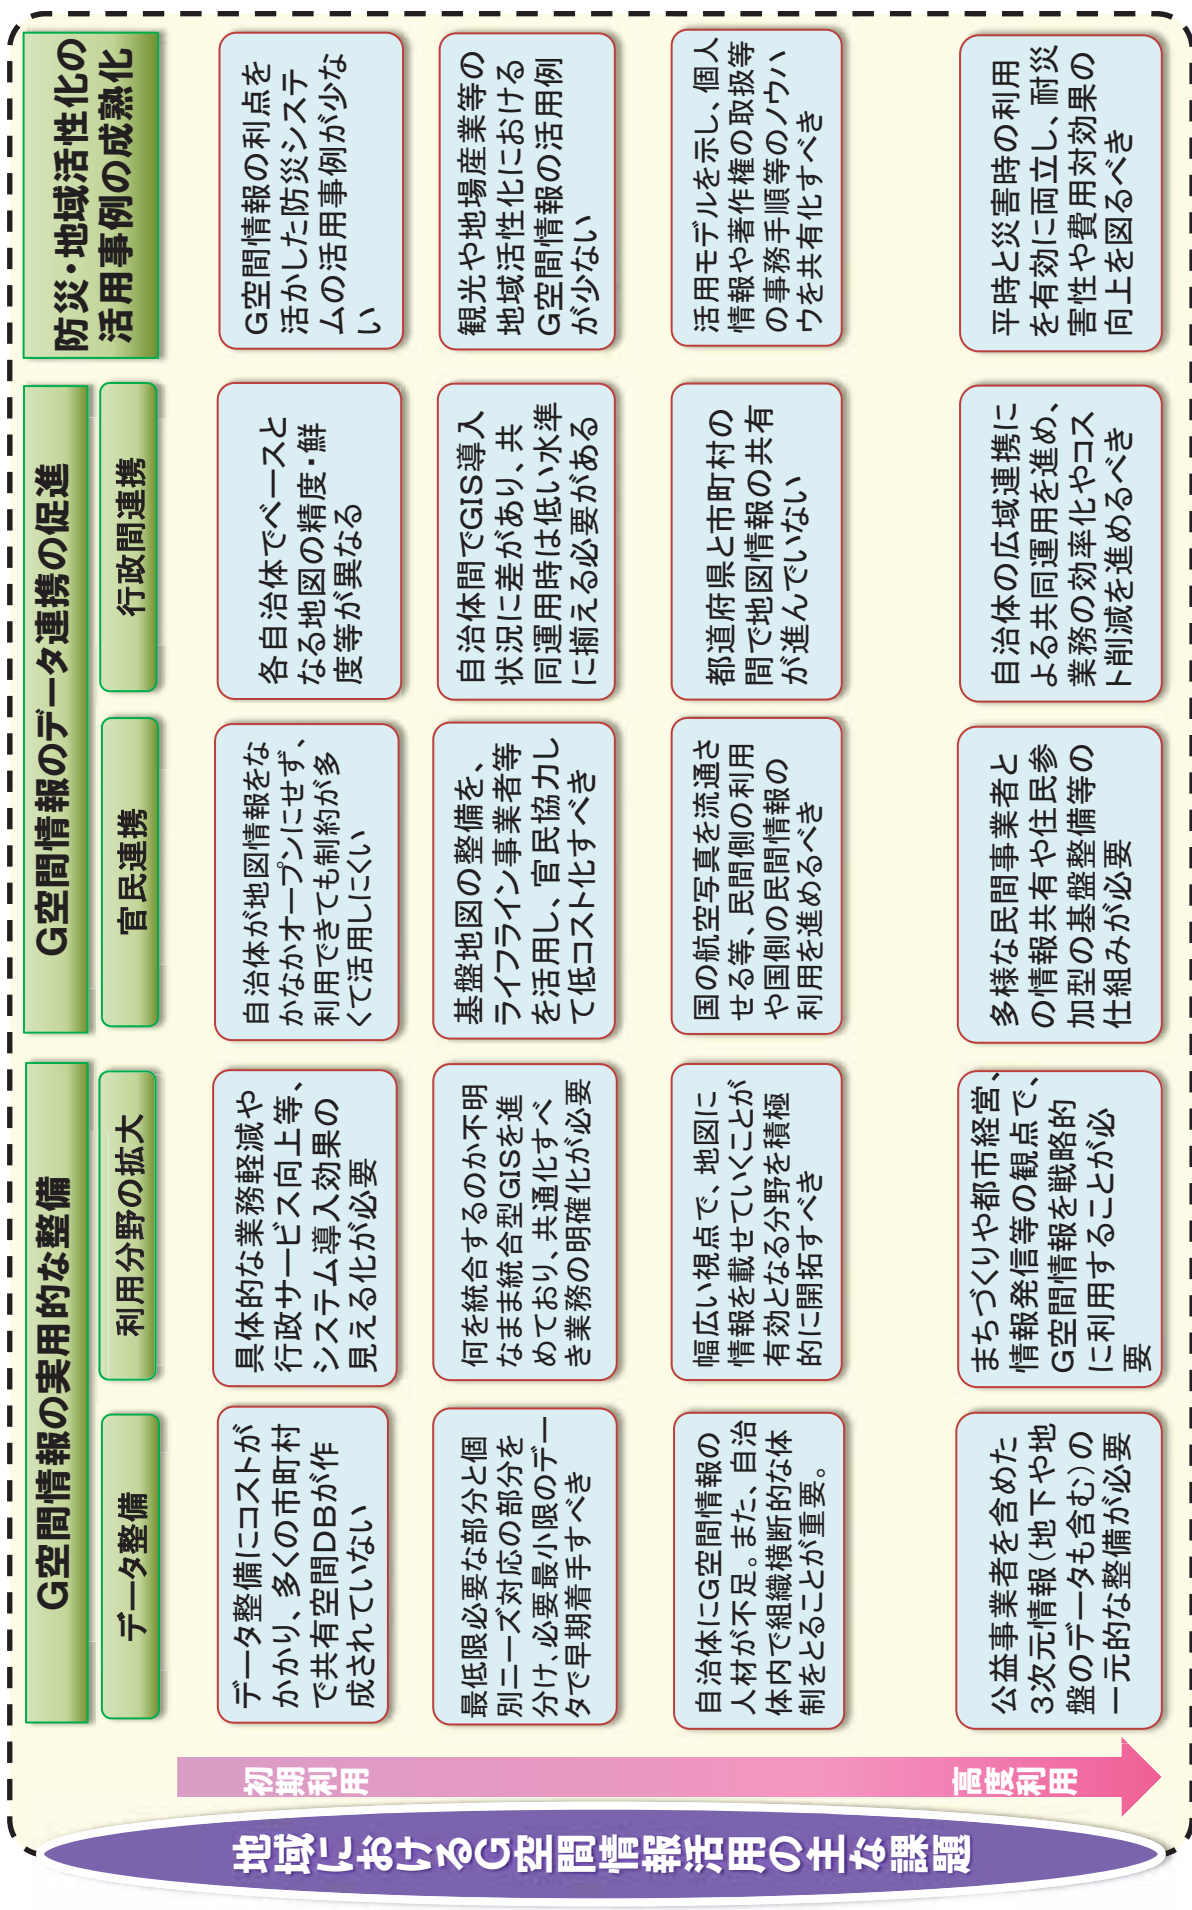 地域におけるG空間情報活用の主な課題
初期利用
高度利用
G空間情報の実用的な整備
データ整備
利用分野の拡大
G空間情報のデータ連携の促進
官民連携
行政間連携
防災・地域活性化の
活用事例の成熟化
データ整備にコストが
かかり、多くの市町村
で共有空間DBが作
成されていない
具体的な業務軽減や
行政サービス向上等、
システム導入効果の
見える化が必要
自治体が地図情報をな
かなかオープンにせず、
利用できても制約が多
くて活用しにくい
各自治体でベースと
なる地図の精度・鮮
度等が異なる
G空間情報の利点を
活かした防災システ
ムの活用事例が少な
い
最低限必要な部分と個
別ニーズ対応の部分を
分け、必要最小限のデー
タで早期着手すべき
何を統合するのか不明
なまま統合型GISを進
めており、共通化すべ
き業務の明確化が必要
基盤地図の整備を、
ライフライン事業者等
を活用し、官民協力し
て低コスト化すべき
自治体間でGIS導入
状況に差があり、共
同運用時は低い水準
に揃える必要がある
観光や地場産業等の
地域活性化における
G空間情報の活用例
が少ない
自治体にG空間情報の
人材が不足。また、自治
体内で組織横断的な体
制をとることが重要。
幅広い視点で、地図に
情報を載せていくことが
有効となる分野を積極
的に開拓すべき
国の航空写真を流通さ
せる等、民間側の利用
や国側の民間情報の
利用を進めるべき
都道府県と市町村の
間で地図情報の共有
が進んでいない
活用モデルを示し、個人
情報や著作権の取扱等
の事務手順等のノウハ
ウを共有化すべき
公益事業者を含めた
3次元情報(地下や地
盤のデータも含む)の
一元的な整備が必要
まちづくりや都市経営、
情報発信等の観点で、
G空間情報を戦略的
に利用することが必
要
多様な民間事業者と
の情報共有や住民参
加型の基盤整備等の
仕組みが必要
自治体の広域連携に
よる共同運用を進め、
業務の効率化やコス
ト削減を進めるべき
平時と災害時の利用
を有効に両立し、耐災
害性や費用対効果の
向上を図るべき